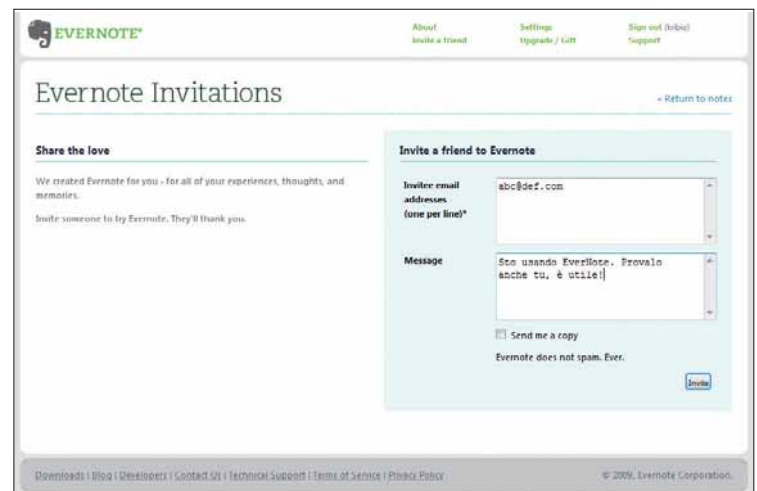 EVERNOTE®
About
Invite a friend
Settings
Upgrade / Gift
Sign out (tobio)
Support
Evernote Invitations
« Return to notes
Share the love
We created Evernote for you - for all of your experiences, thoughts, and
memories.
Invite someone to try Evernote. They'll thank you.
Invite a friend to Evernote
Invitee email
addresses
(one per line)*
abc@def.com
Message
Sto usando EverNote. Provalo
anche tu, è utile!
Send me a copy
Evernote does not spam. Ever.
Invite
Downloads | Blog | Developers | Contact Us | Technical Support | Terms of Service | Privacy Policy
© 2009, Evernote Corporation.